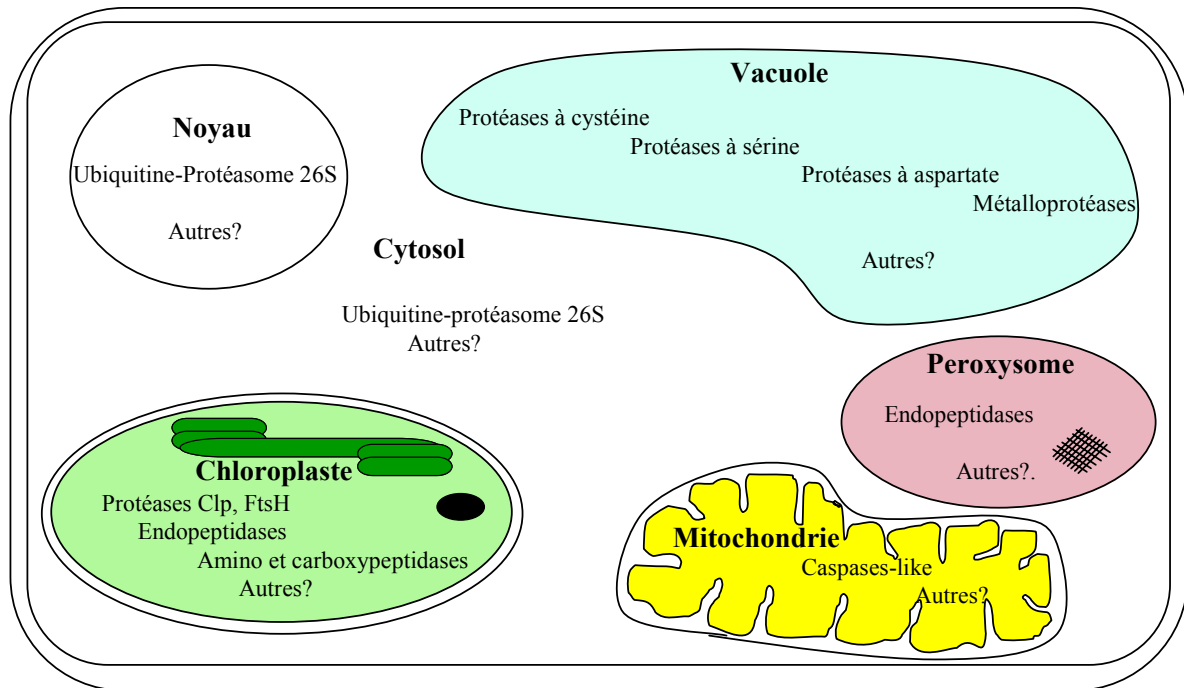 Vacuole
Protéases à cystéine
Protéases à sérine
Protéases à aspartate
Métalloprotéases
Autres?
Noyau
Ubiquitine-Protéasome 26S
Autres?
Cytosol
Ubiquitine-protéasome 26S
Autres?
Peroxysome
Endopeptidases
Autres?.
Chloroplaste
Protéases Clp, FtsH
Endopeptidases
Amino et carboxypeptidases
Autres?
Mitochondrie
Caspases-like
Autres?